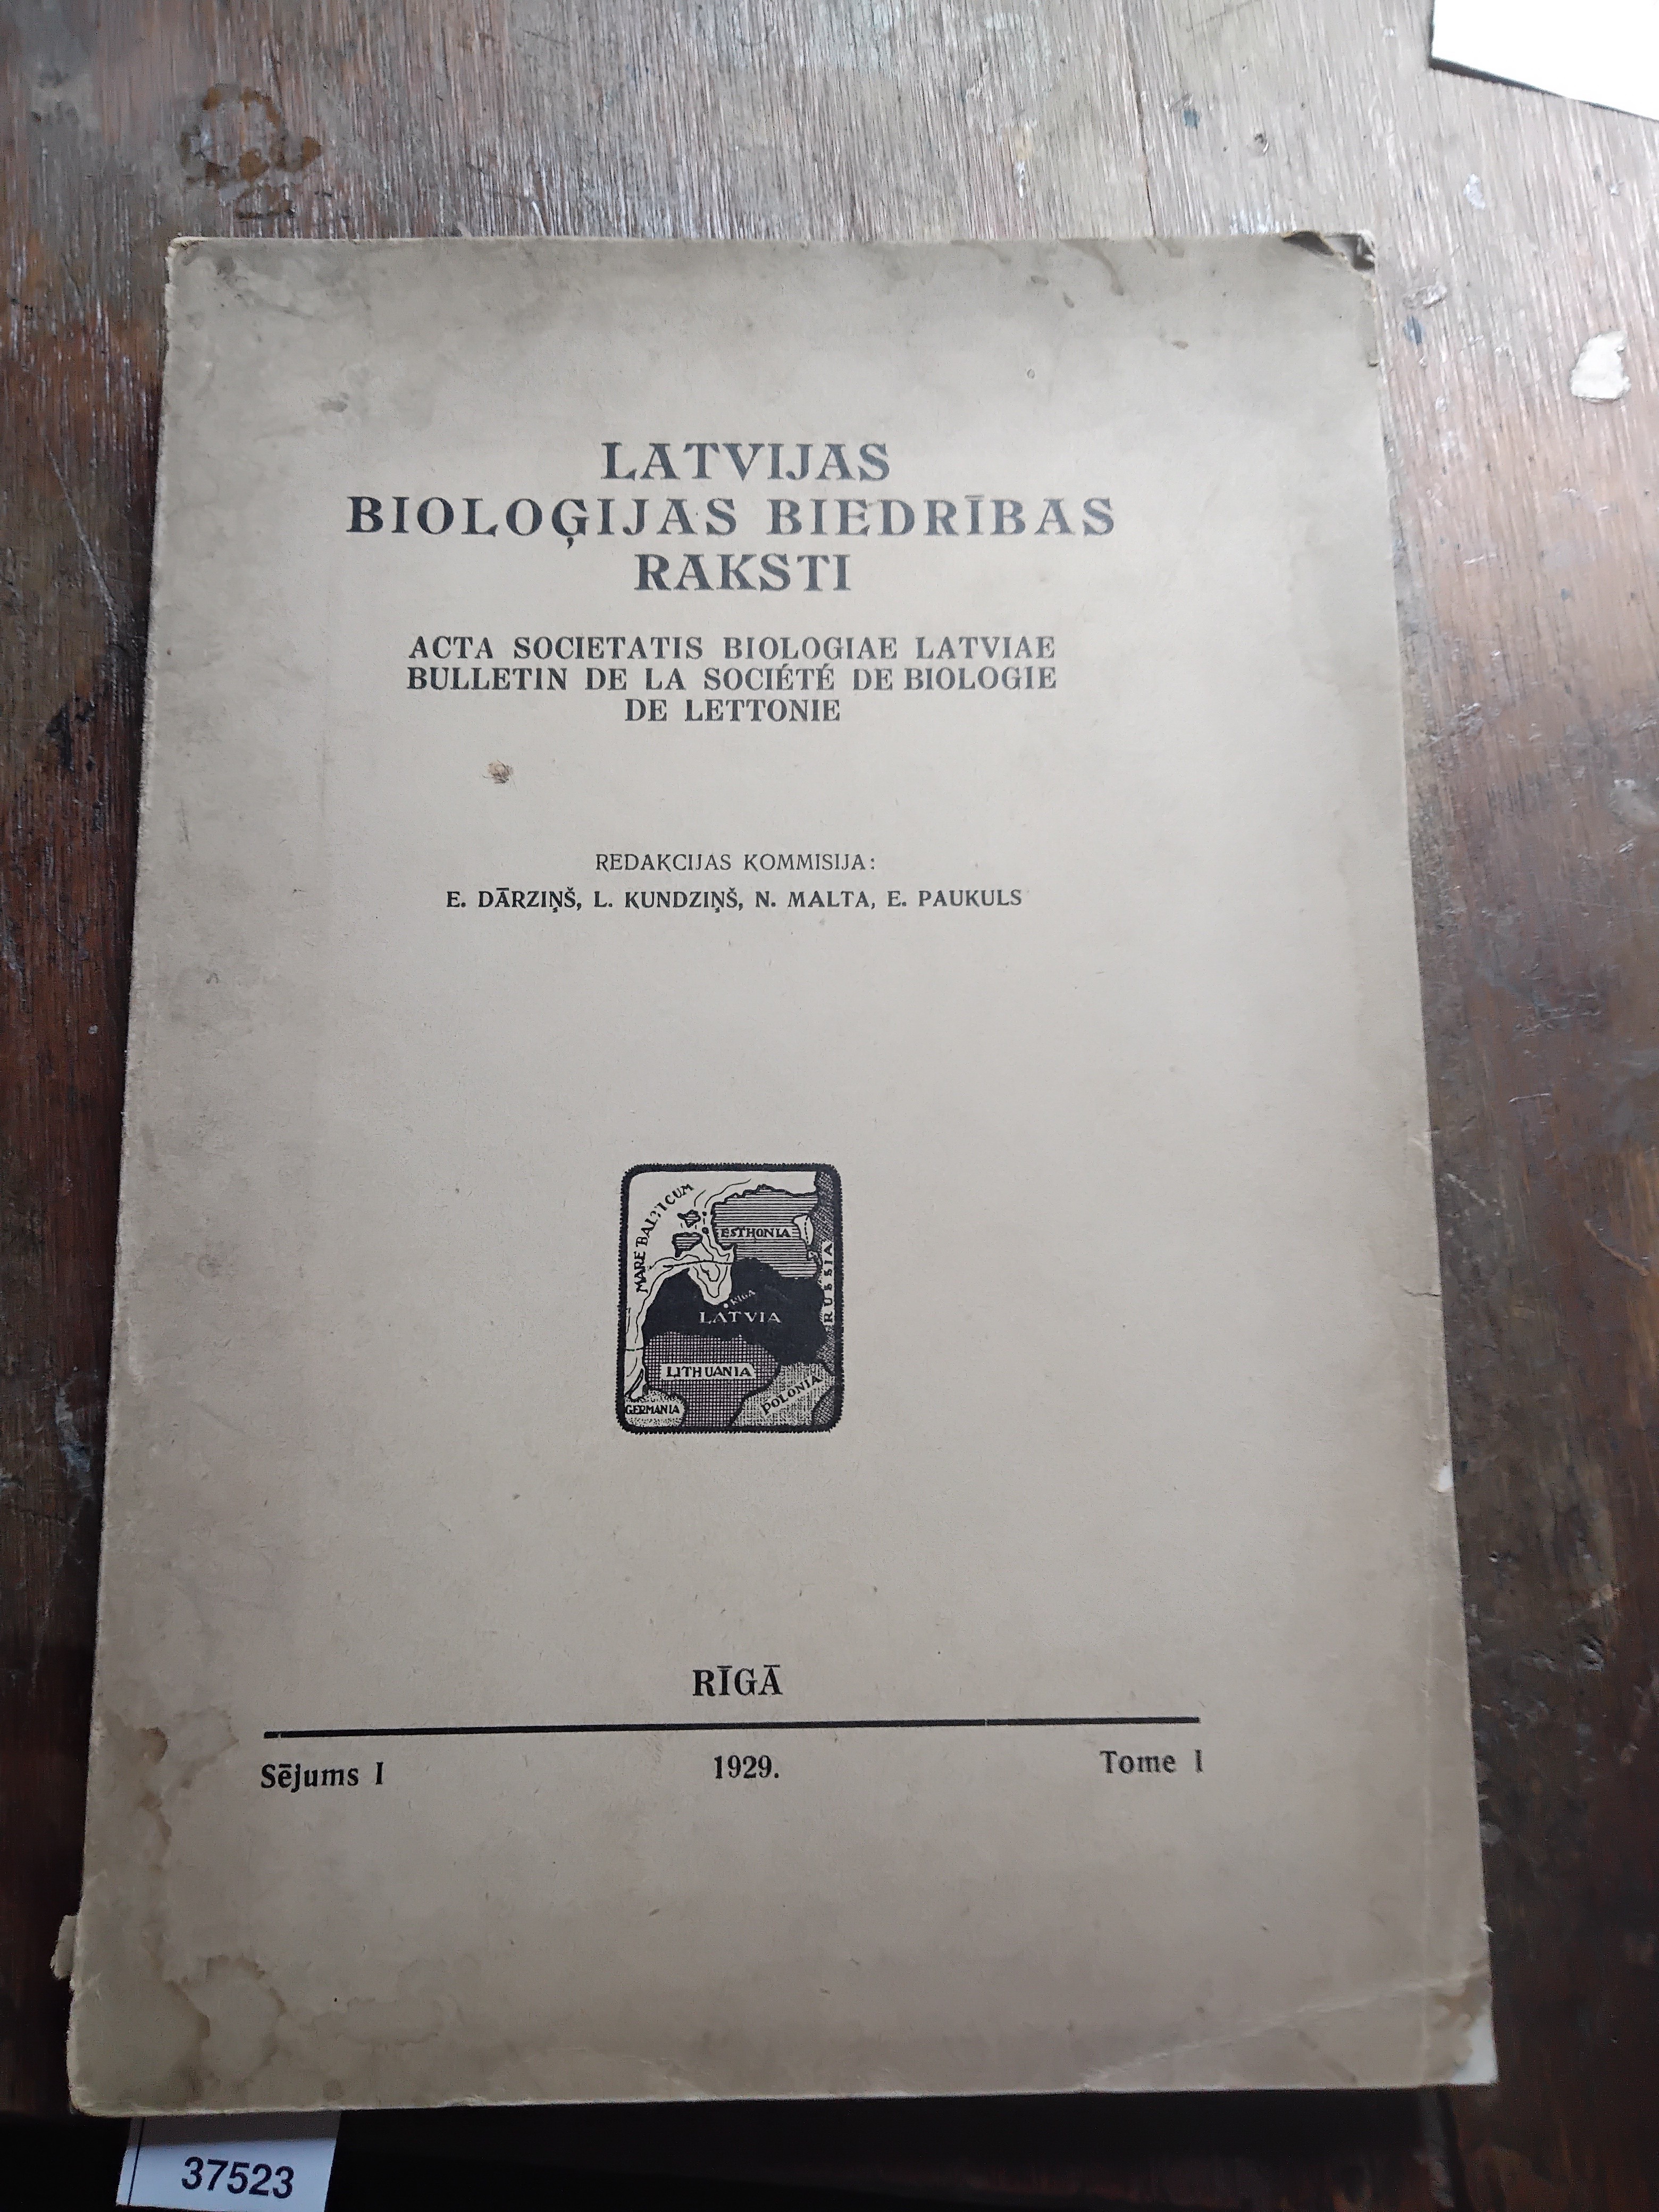 LATVIJAS
BIOLOĢIJAS BIEDRĪBAS
RAKSTI
ACTA SOCIETATIS BIOLOGIAE LATVIAE
BULLETIN DE LA SOCIÉTÉ DE BIOLOGIE
DE LETTONIE
REDAKCIJAS KOMMISIJA:
E. DĀRZIŅŠ, L. KUNDZIŅŠ, N. MALTA, E. PAUKULS
MARE BALTICUM
ESTHONIA
RUSSIA
RIGA
LATVIA
LITHUANIA
POLONIA
GERMANIA
RĪGĀ
Sējums I 1929. Tome I
37523